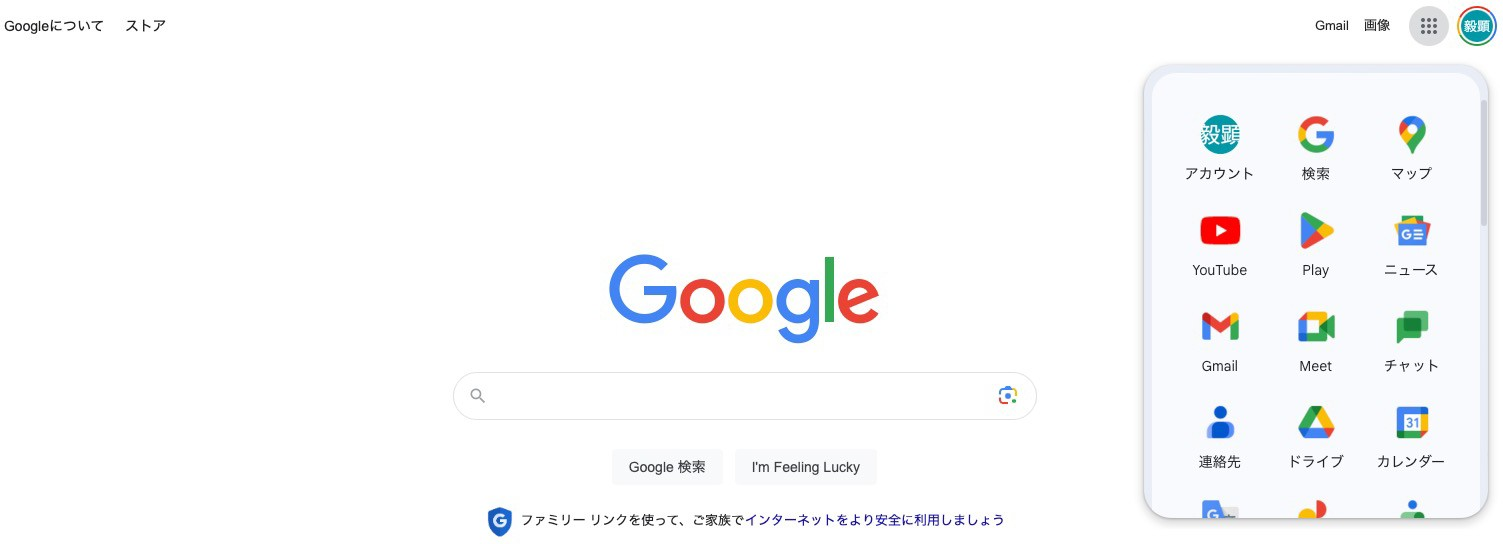 Googleについて ストア
Gmail 画像 毅顕
毅顕
アカウント 検索 マップ
YouTube Play ニュース
Gmail Meet チャット
31
連絡先 ドライブ カレンダー
Google
Google 検索 I'm Feeling Lucky
ファミリー リンクを使って、ご家族でインターネットをより安全に利用しましょう